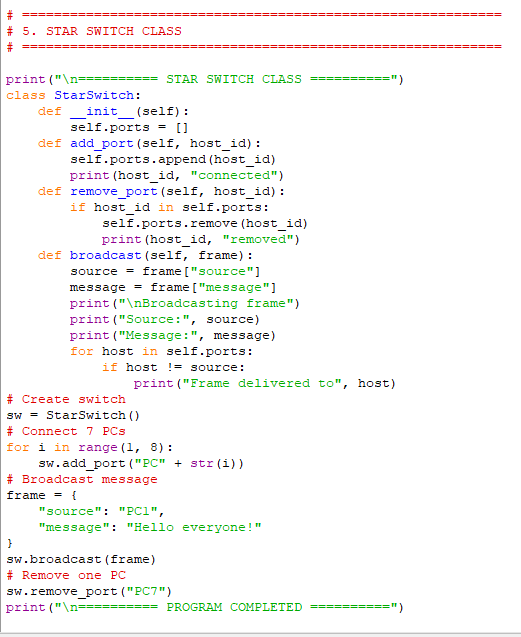 # ============================================================
# 5. STAR SWITCH CLASS
# ============================================================
print("\n========== STAR SWITCH CLASS ==========")
class StarSwitch:
    def __init__(self):
        self.ports = []
    def add_port(self, host_id):
        self.ports.append(host_id)
        print(host_id, "connected")
    def remove_port(self, host_id):
        if host_id in self.ports:
            self.ports.remove(host_id)
            print(host_id, "removed")
    def broadcast(self, frame):
        source = frame["source"]
        message = frame["message"]
        print("\nBroadcasting frame")
        print("Source:", source)
        print("Message:", message)
        for host in self.ports:
            if host != source:
                print("Frame delivered to", host)
# Create switch
sw = StarSwitch()
# Connect 7 PCs
for i in range(1, 8):
    sw.add_port("PC" + str(i))
# Broadcast message
frame = {
    "source": "PC1",
    "message": "Hello everyone!"
}
sw.broadcast(frame)
# Remove one PC
sw.remove_port("PC7")
print("\n========== PROGRAM COMPLETED ==========")